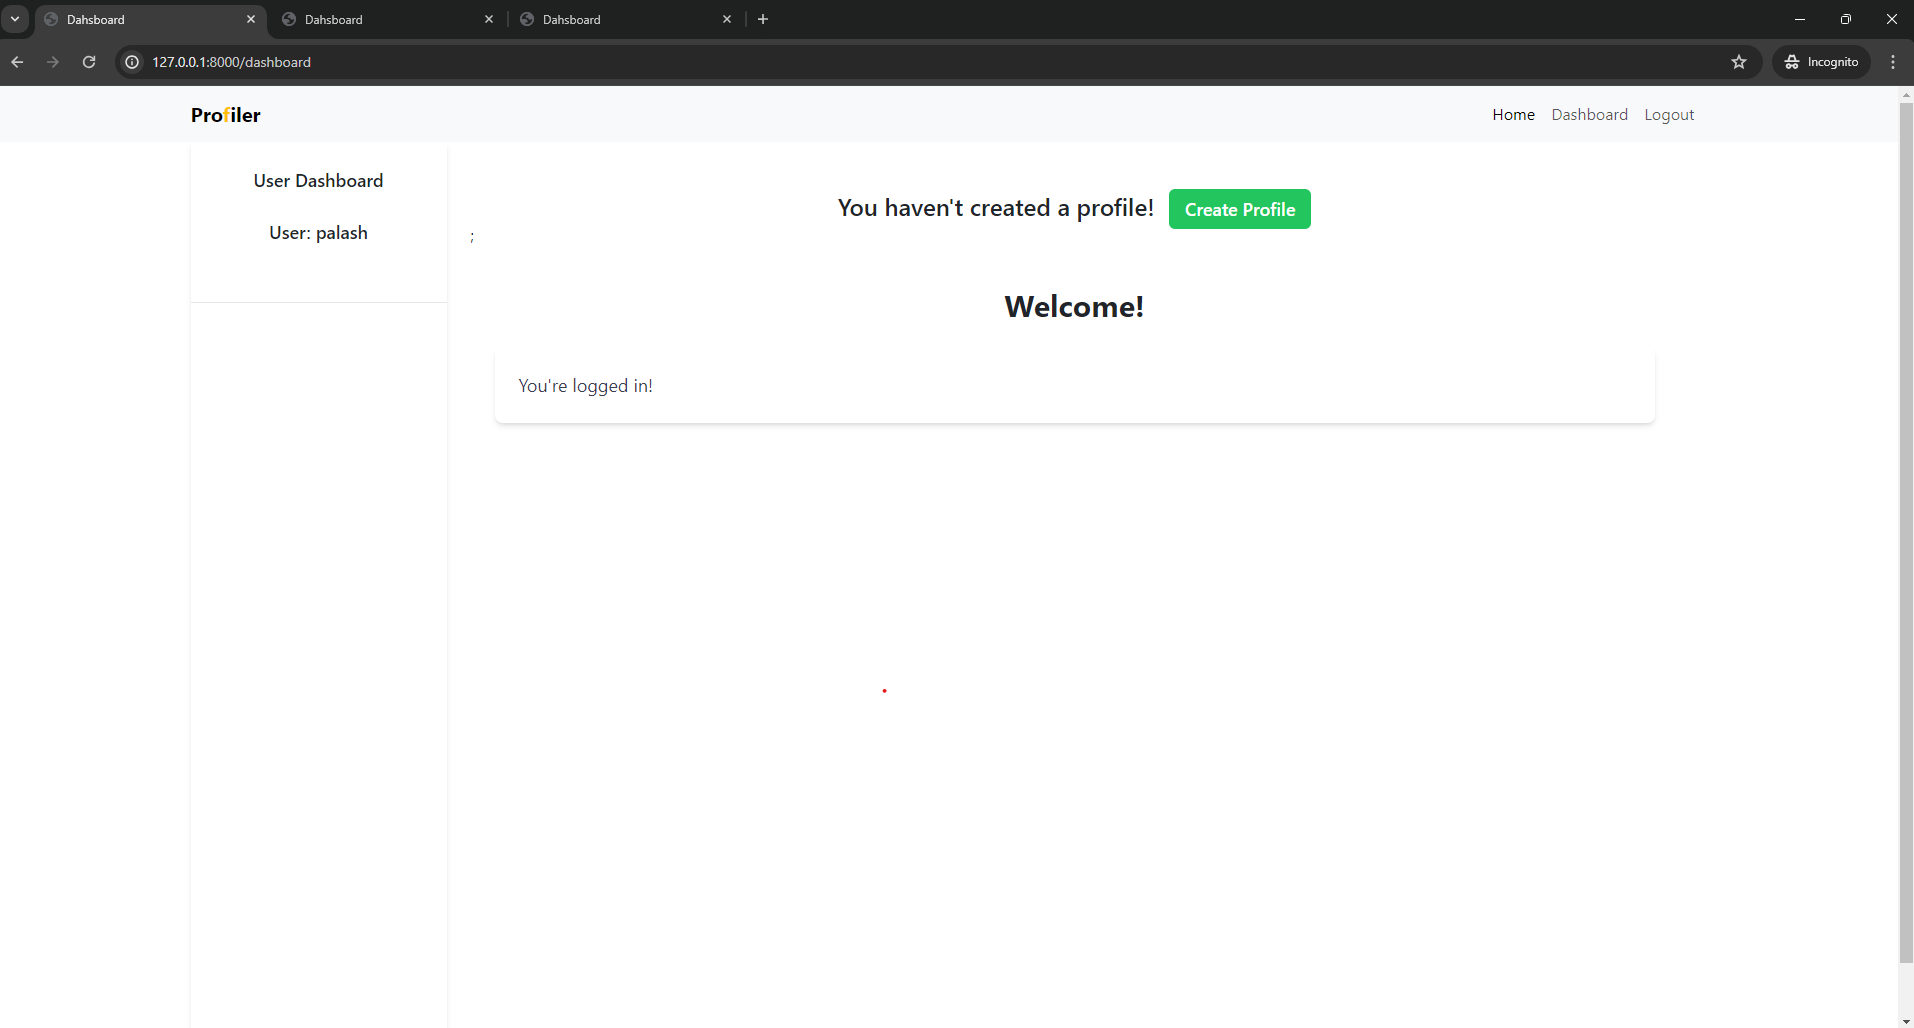 Dahsboard
Dahsboard
Dahsboard
127.0.0.1:8000/dashboard
Incognito
Profiler
Home Dashboard Logout
User Dashboard
User: palash
You haven't created a profile! Create Profile
;
Welcome!
You're logged in!